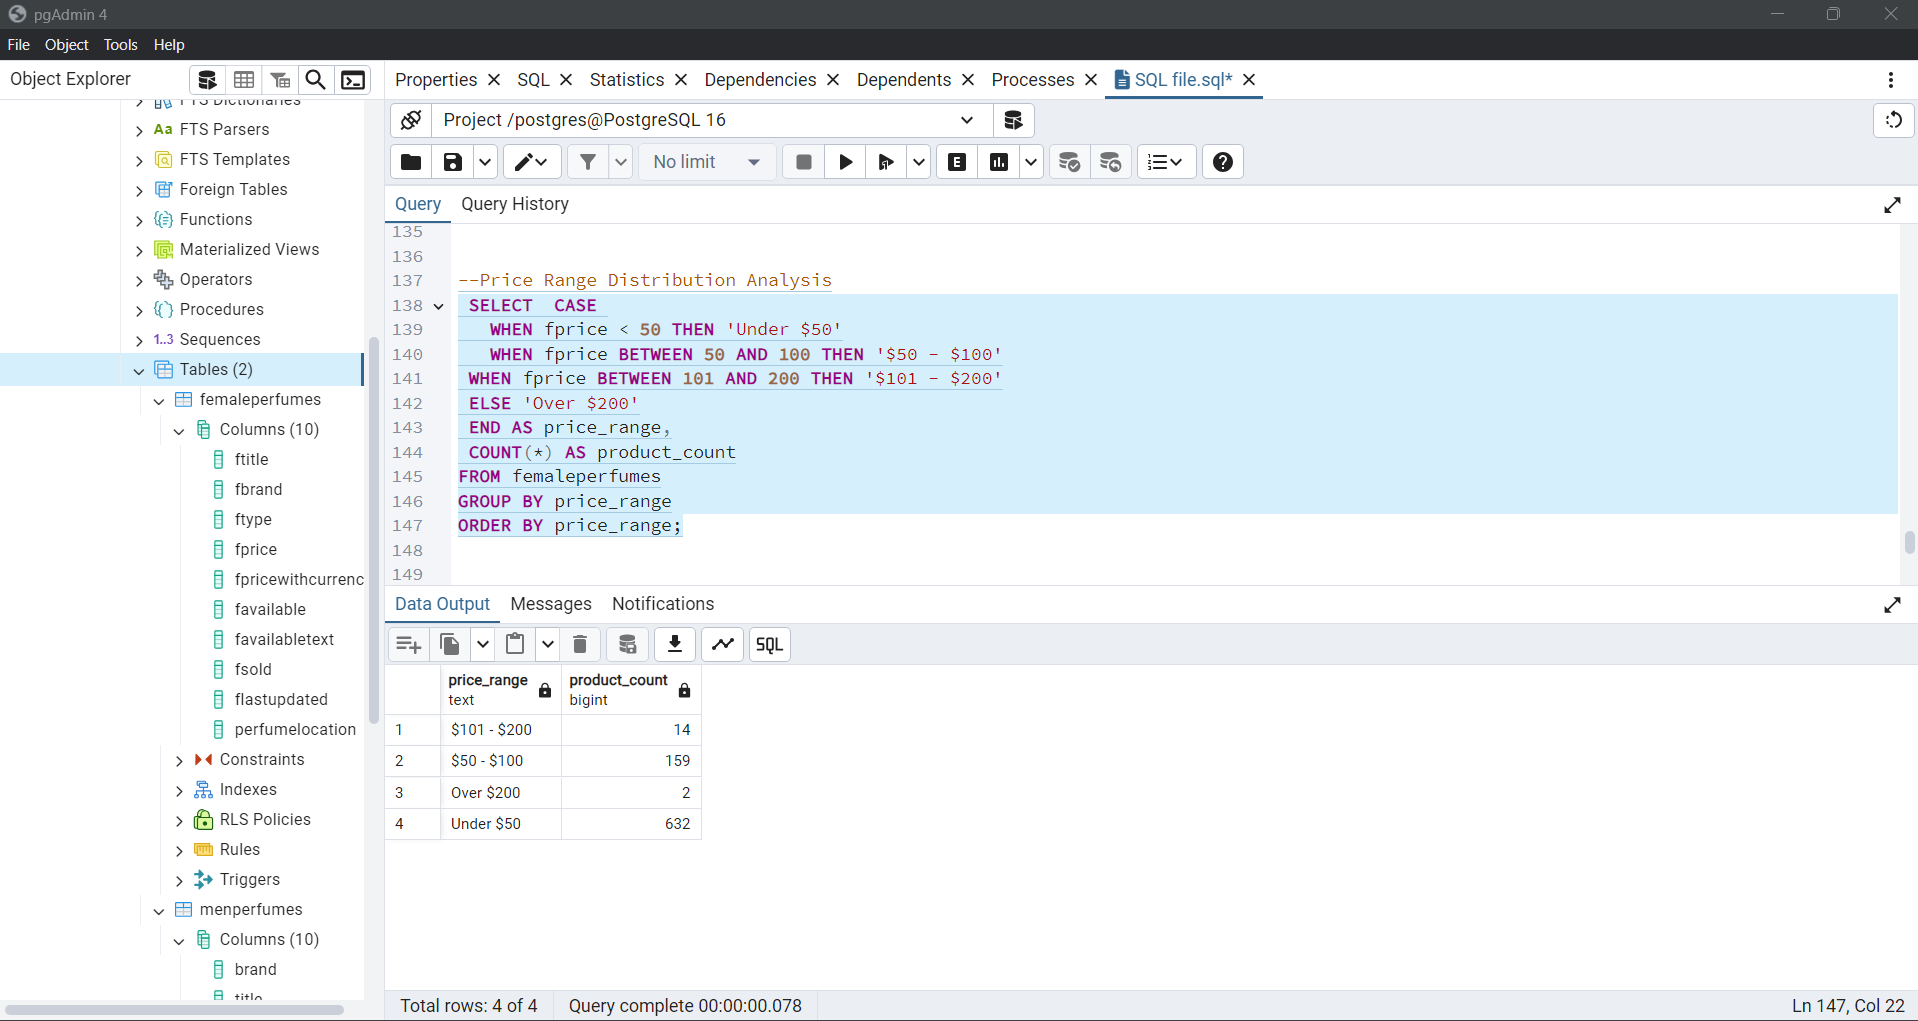 pgAdmin 4
File Object Tools Help
Object Explorer
Properties SQL Statistics Dependencies Dependents Processes SQL file.sql*
FTS Dictionaries
Aa FTS Parsers
FTS Templates
Foreign Tables
Functions
Materialized Views
Operators
Procedures
1..3 Sequences
Tables (2)
femaleperfumes
Columns (10)
ftitle
fbrand
ftype
fprice
fpricewithcurrenc
favailable
favailabletext
fsold
flastupdated
perfumelocation
Constraints
Indexes
RLS Policies
Rules
Triggers
menperfumes
Columns (10)
brand
title
Project /postgres@PostgreSQL 16
No limit
E
Query Query History
135
136
137 --Price Range Distribution Analysis
138 SELECT  CASE
139 WHEN fprice < 50 THEN 'Under $50'
140 WHEN fprice BETWEEN 50 AND 100 THEN '$50 - $100'
141 WHEN fprice BETWEEN 101 AND 200 THEN '$101 - $200'
142 ELSE 'Over $200'
143 END AS price_range,
144 COUNT(*) AS product_count
145 FROM femaleperfumes
146 GROUP BY price_range
147 ORDER BY price_range;
148
149
Data Output Messages Notifications
SQL
price_range product_count
text bigint
1 $101 - $200 14
2 $50 - $100 159
3 Over $200 2
4 Under $50 632
Total rows: 4 of 4 Query complete 00:00:00.078 Ln 147, Col 22